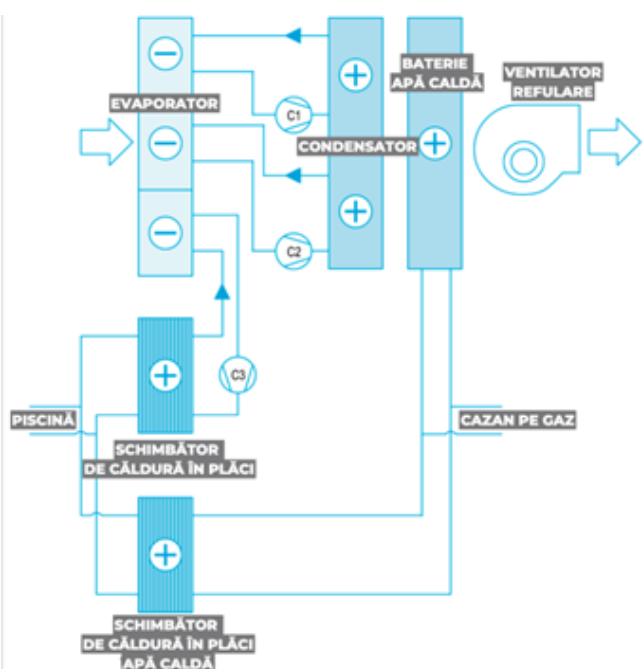 BATERIE
APĂ CALDĂ
VENTILATOR
REFULARE
EVAPORATOR
C1
CONDENSATOR
C2
C3
PISCINĂ
CAZAN PE GAZ
SCHIMBĂTOR
DE CĂLDURĂ ÎN PLĂCI
SCHIMBĂTOR
DE CĂLDURĂ ÎN PLĂCI
APĂ CALDĂ